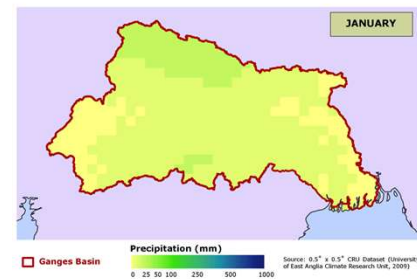 JANUARY
Precipitation (mm)
Ganges Basin
0 25 50 100 250 500 1000
Source: 0.5° x 0.5° CRU Dataset (University
of East Anglia Climate Research Unit, 2009)